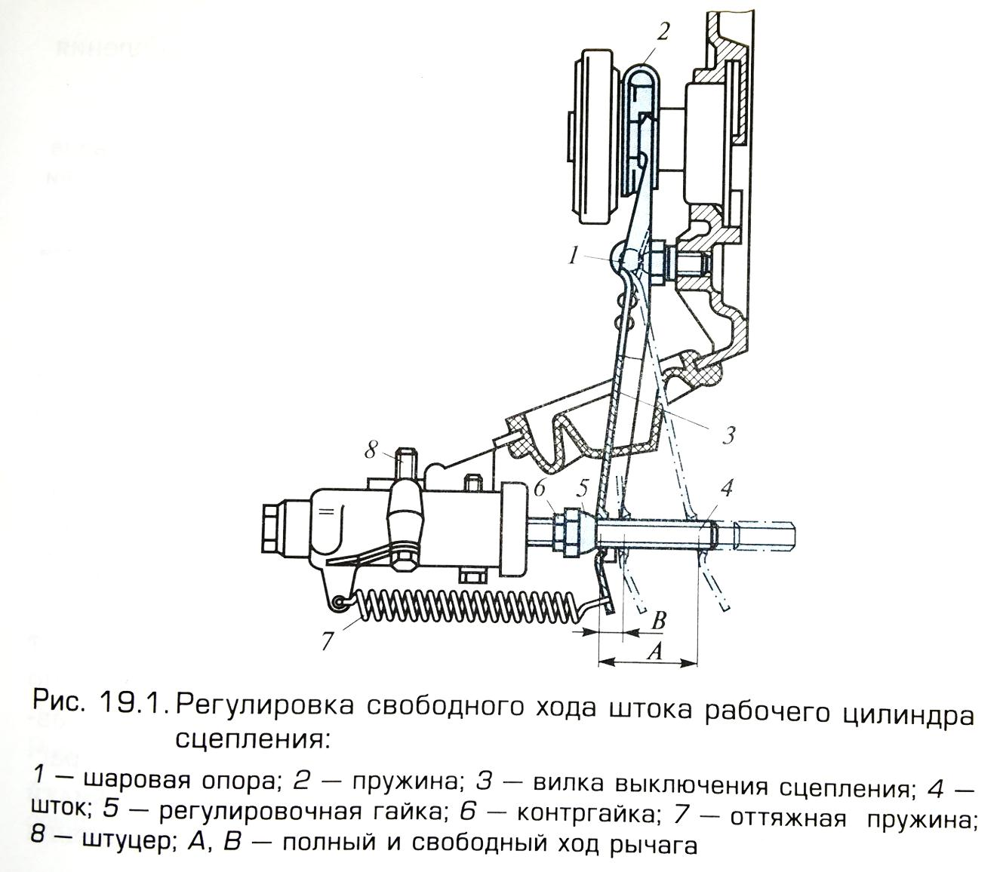 2
1
3
8
6
5
4
7
B
A
Рис. 19.1. Регулировка свободного хода штока рабочего цилиндра
сцепления:
1 — шаровая опора; 2 — пружина; 3 — вилка выключения сцепления; 4 —
шток; 5 — регулировочная гайка; 6 — контргайка; 7 — оттяжная пружина;
8 — штуцер; А, В — полный и свободный ход рычага